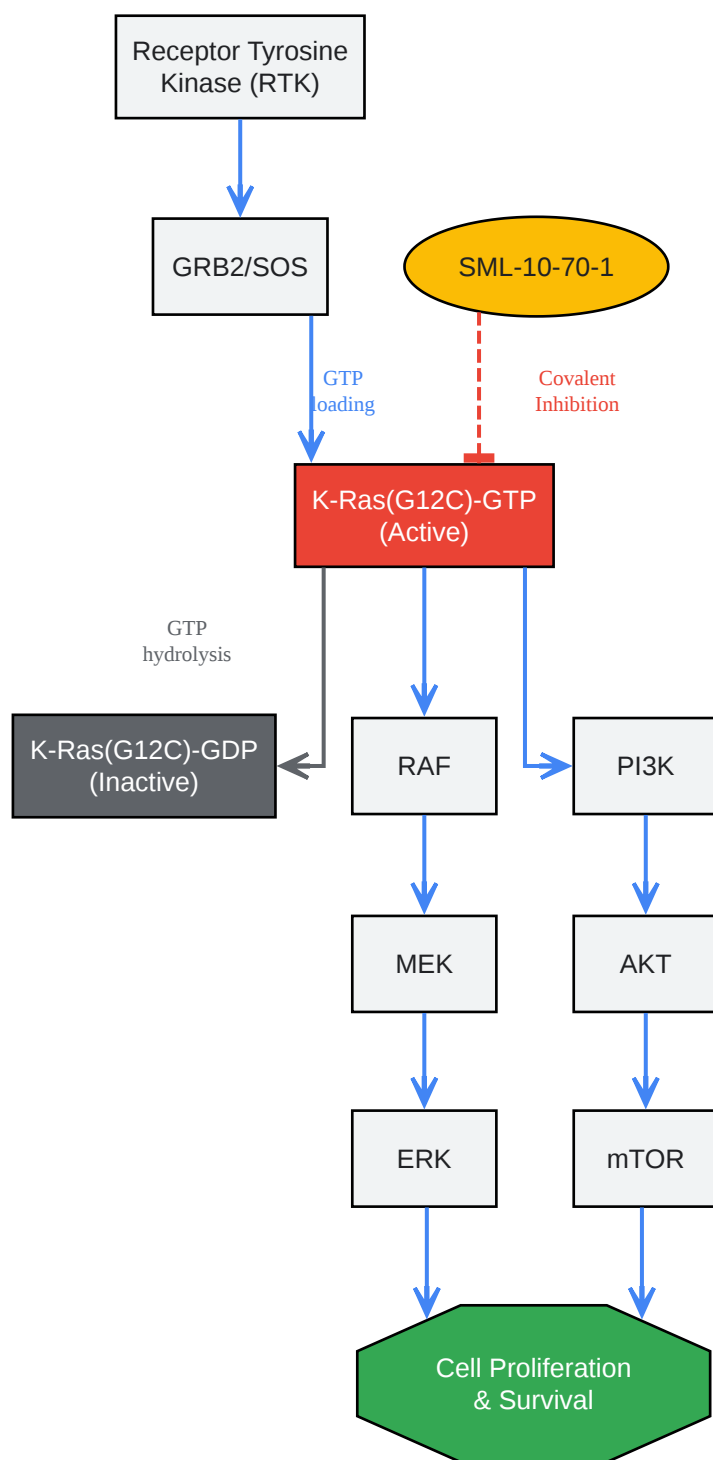 Receptor Tyrosine
Kinase (RTK)
GRB2/SOS
SML-10-70-1
GTP
loading
Covalent
Inhibition
K-Ras(G12C)-GTP
(Active)
GTP
hydrolysis
K-Ras(G12C)-GDP
(Inactive)
RAF
PI3K
MEK
AKT
ERK
mTOR
Cell Proliferation
& Survival